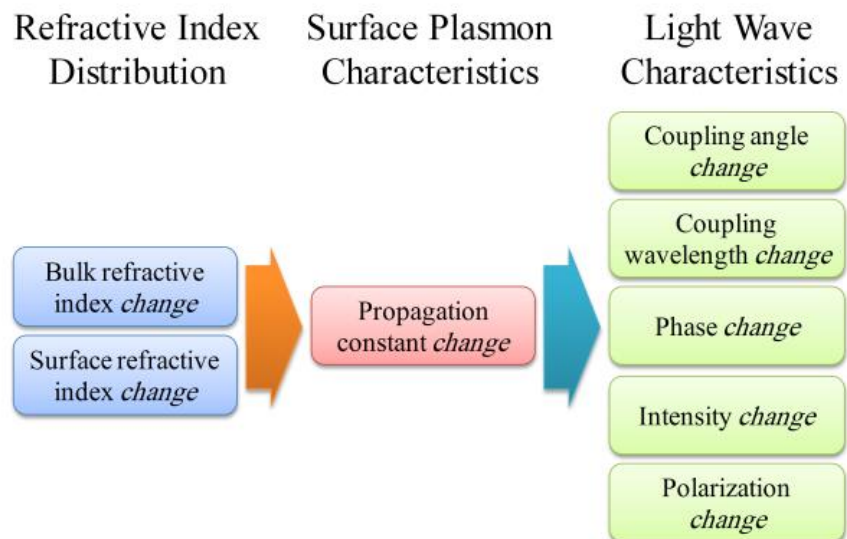 Refractive Index
Distribution
Surface Plasmon
Characteristics
Light Wave
Characteristics
Bulk refractive
index change
Surface refractive
index change
Propagation
constant change
Coupling angle
change
Coupling
wavelength change
Phase change
Intensity change
Polarization
change